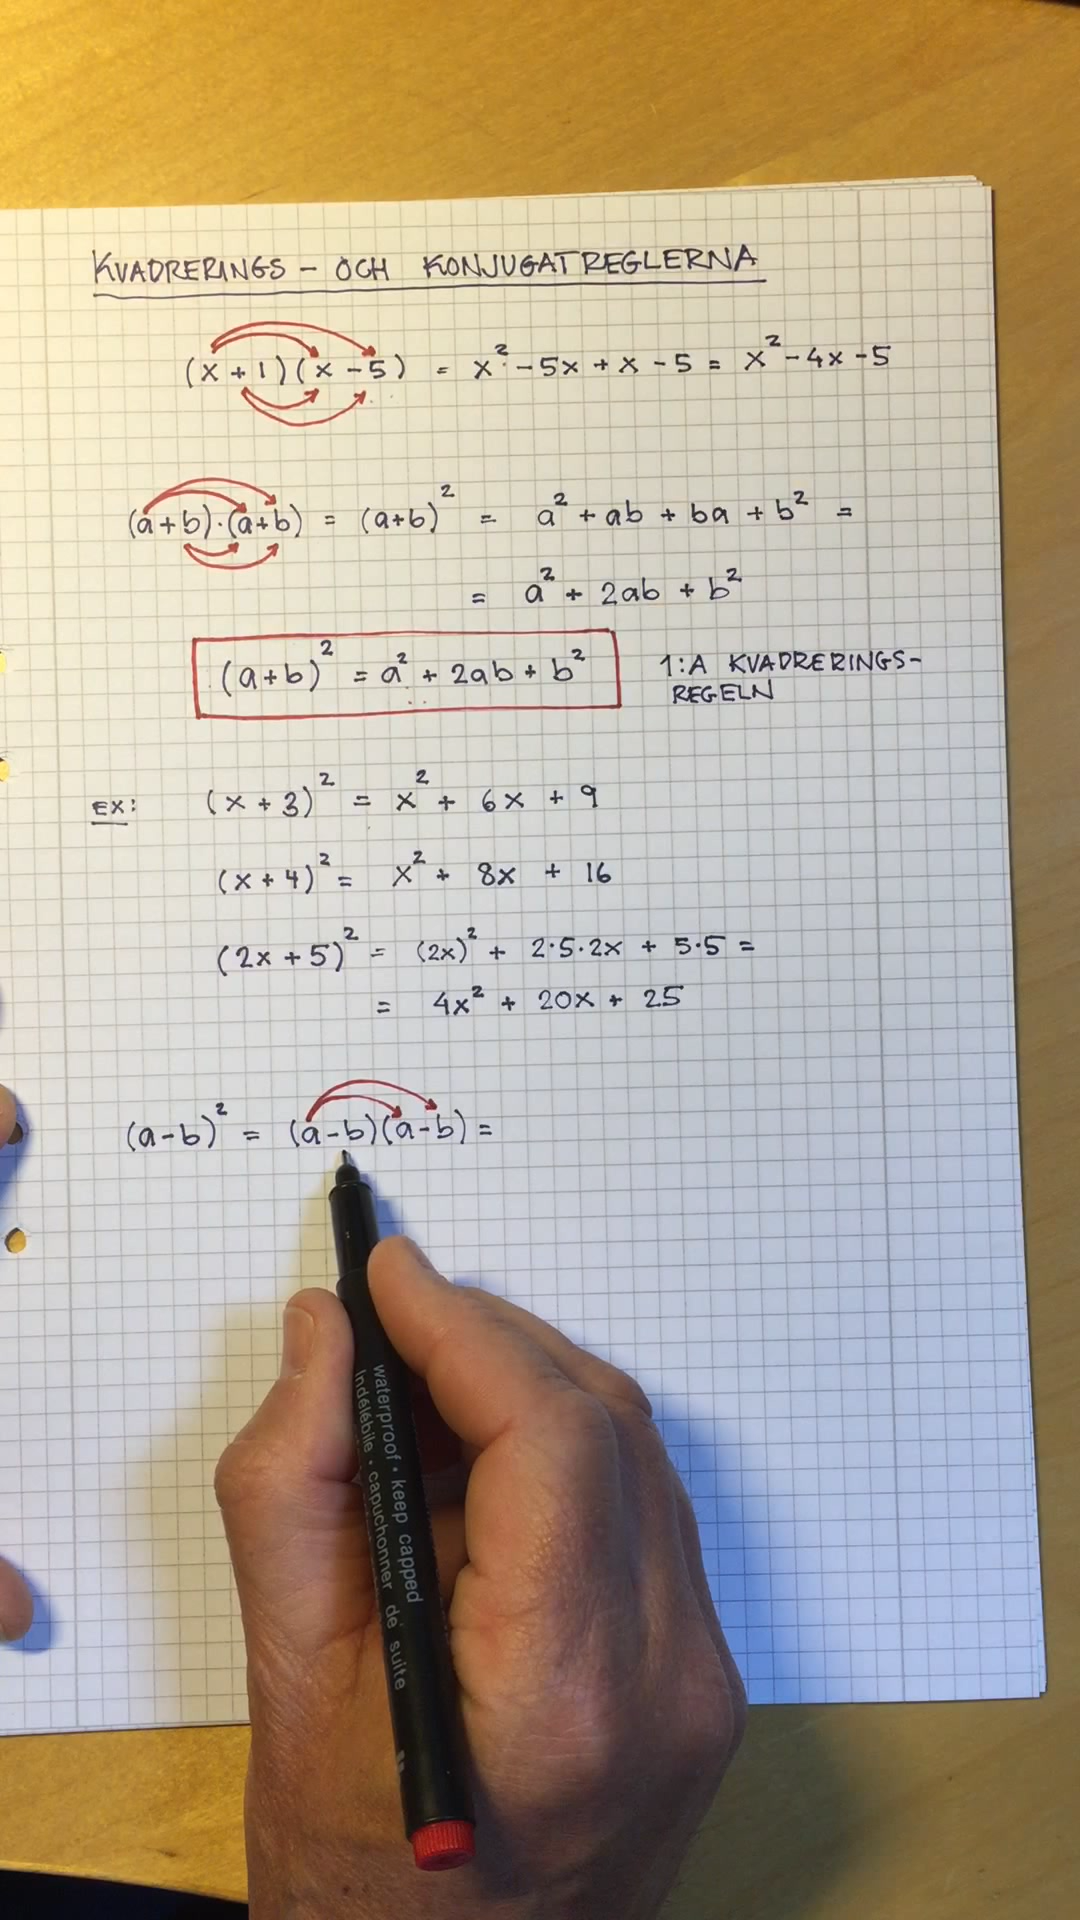 KVADRERINGS - OCH KONJUGATREGLERNA
(x + 1)(x - 5) = x² - 5x + x - 5 = x² - 4x - 5
(a + b)·(a + b) = (a+b)² = a² + ab + ba + b² =
= a² + 2ab + b²
(a+b)² = a² + 2ab + b²
1:A KVADRERINGS-
REGELN
EX: (x + 3)² = x² + 6x + 9
(x + 4)² = x² + 8x + 16
(2x + 5)² = (2x)² + 2·5·2x + 5·5 =
= 4x² + 20x + 25
(a-b)² = (a-b)(a-b) =
waterproof · keep capped
indélébile · capuchonner de suite